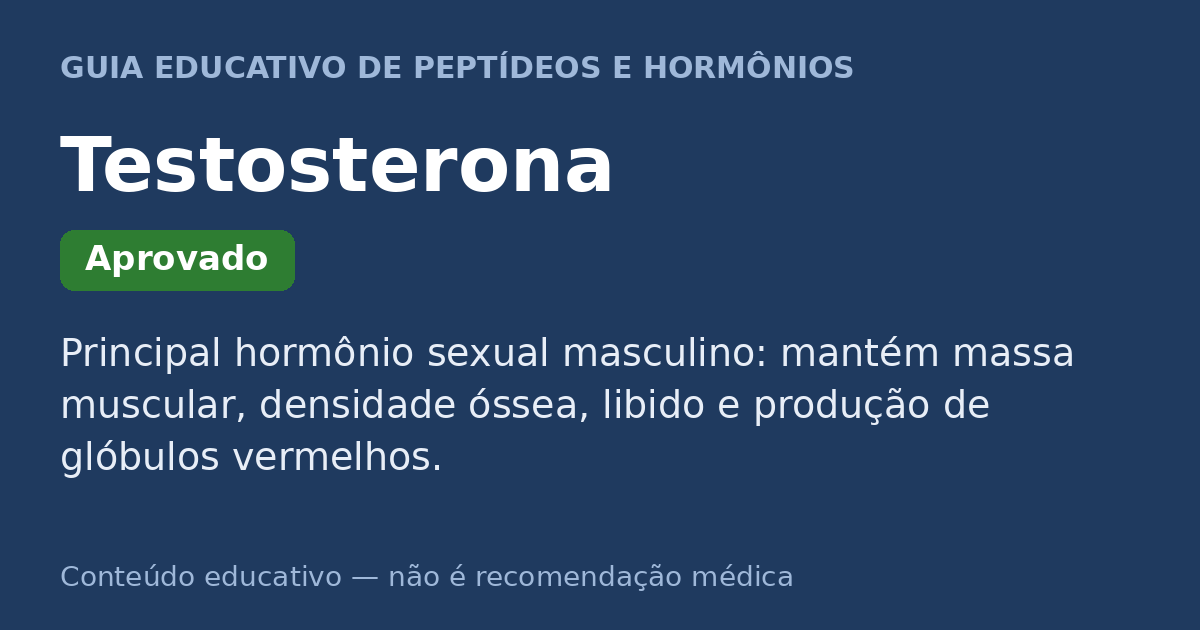 GUIA EDUCATIVO DE PEPTÍDEOS E HORMÔNIOS
Testosterona
Aprovado
Principal hormônio sexual masculino: mantém massa
muscular, densidade óssea, libido e produção de
glóbulos vermelhos.
Conteúdo educativo — não é recomendação médica